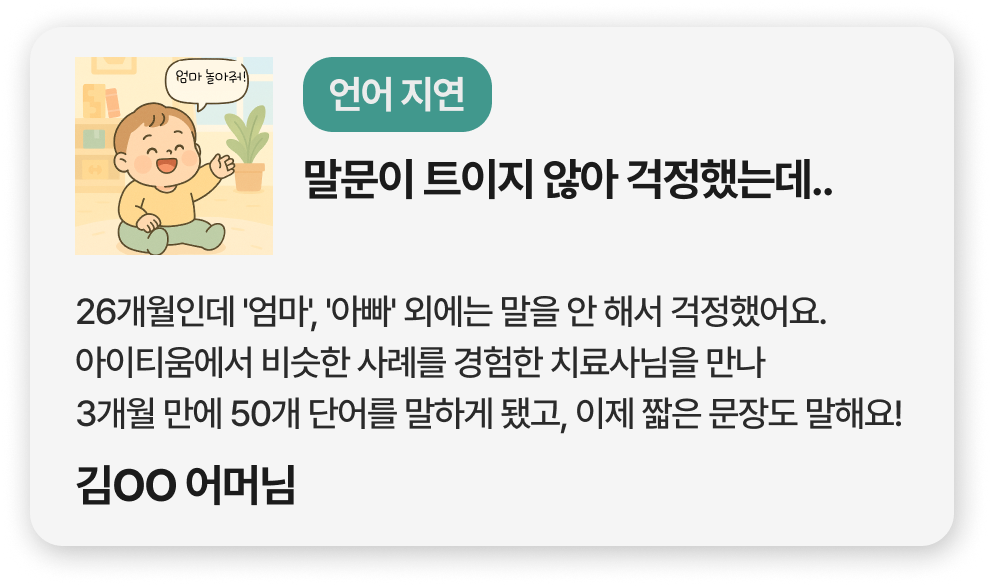 엄마 놀아줘!
언어 지연
말문이 트이지 않아 걱정했는데..
26개월인데 '엄마', '아빠' 외에는 말을 안 해서 걱정했어요.
아이티움에서 비슷한 사례를 경험한 치료사님을 만나
3개월 만에 50개 단어를 말하게 됐고, 이제 짧은 문장도 말해요!
김OO 어머님